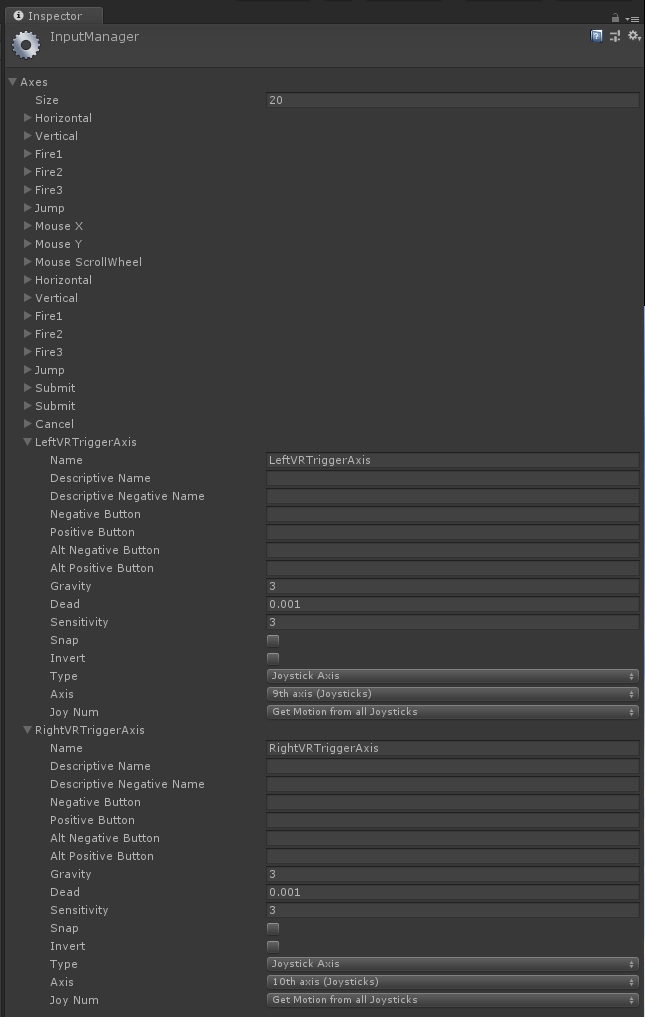 Inspector
InputManager
Axes
Size 20
Horizontal
Vertical
Fire1
Fire2
Fire3
Jump
Mouse X
Mouse Y
Mouse ScrollWheel
Horizontal
Vertical
Fire1
Fire2
Fire3
Jump
Submit
Submit
Cancel
LeftVRTriggerAxis
Name LeftVRTriggerAxis
Descriptive Name
Descriptive Negative Name
Negative Button
Positive Button
Alt Negative Button
Alt Positive Button
Gravity 3
Dead 0.001
Sensitivity 3
Snap
Invert
Type Joystick Axis
Axis 9th axis (Joysticks)
Joy Num Get Motion from all Joysticks
RightVRTriggerAxis
Name RightVRTriggerAxis
Descriptive Name
Descriptive Negative Name
Negative Button
Positive Button
Alt Negative Button
Alt Positive Button
Gravity 3
Dead 0.001
Sensitivity 3
Snap
Invert
Type Joystick Axis
Axis 10th axis (Joysticks)
Joy Num Get Motion from all Joysticks